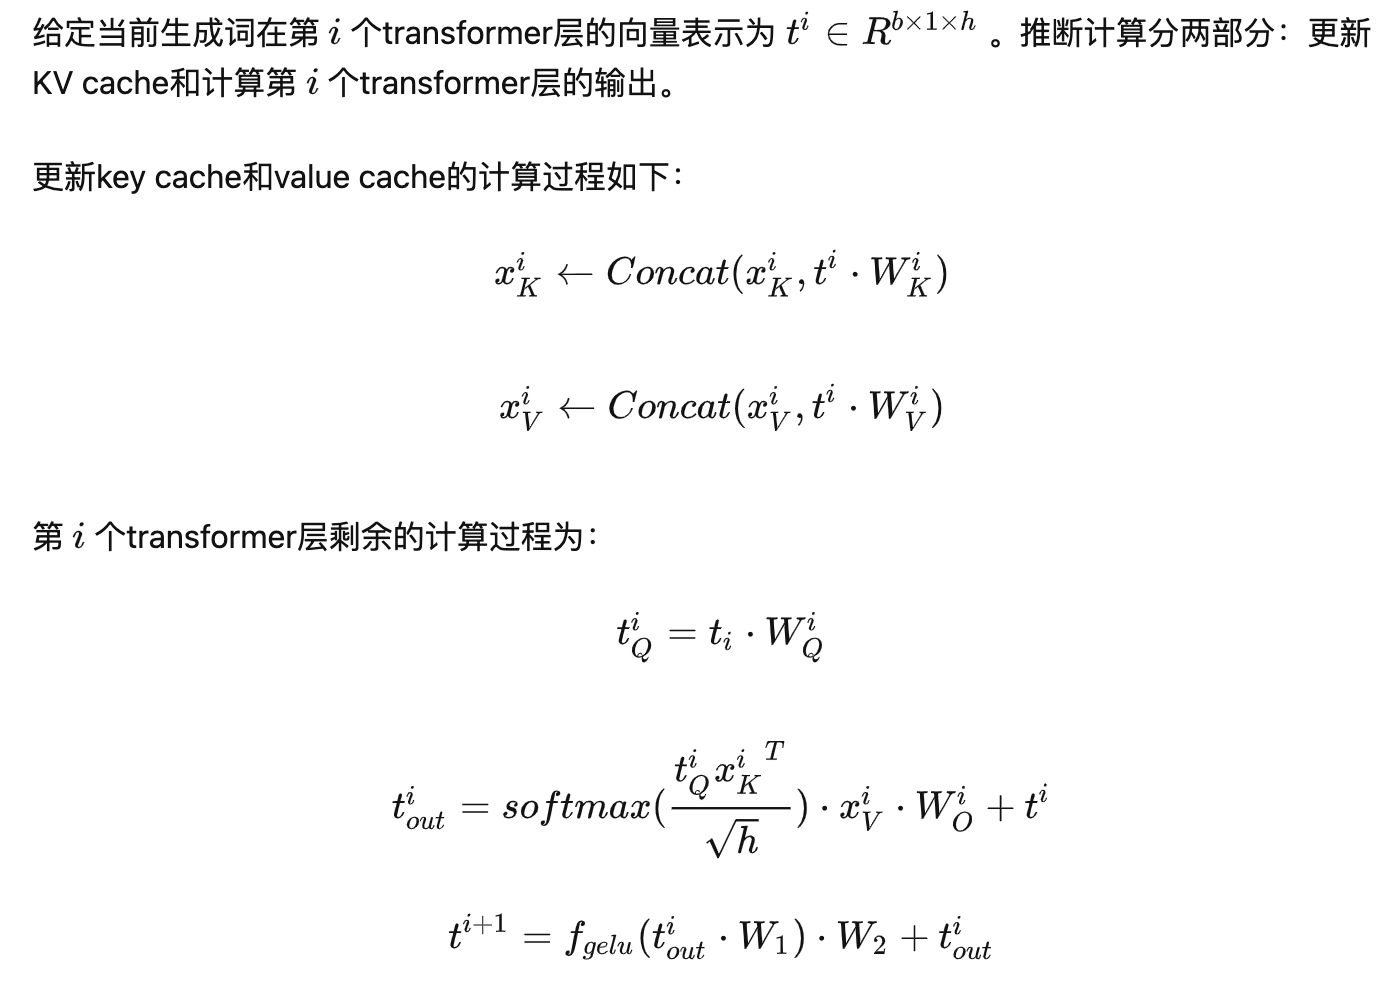 给定当前生成词在第 $i$ 个transformer层的向量表示为 $t^i \in R^{b \times 1 \times h}$ 。推断计算分两部分：更新
KV cache和计算第 $i$ 个transformer层的输出。
更新key cache和value cache的计算过程如下：
$x_K^i \leftarrow Concat(x_K^i, t^i \cdot W_K^i)$
$x_V^i \leftarrow Concat(x_V^i, t^i \cdot W_V^i)$
第 $i$ 个transformer层剩余的计算过程为：
$t_Q^i = t_i \cdot W_Q^i$
$t_{out}^i = softmax(\frac{t_Q^i {x_K^i}^T}{\sqrt{h}}) \cdot x_V^i \cdot W_O^i + t^i$
$t^{i+1} = f_{gelu}(t_{out}^i \cdot W_1) \cdot W_2 + t_{out}^i$